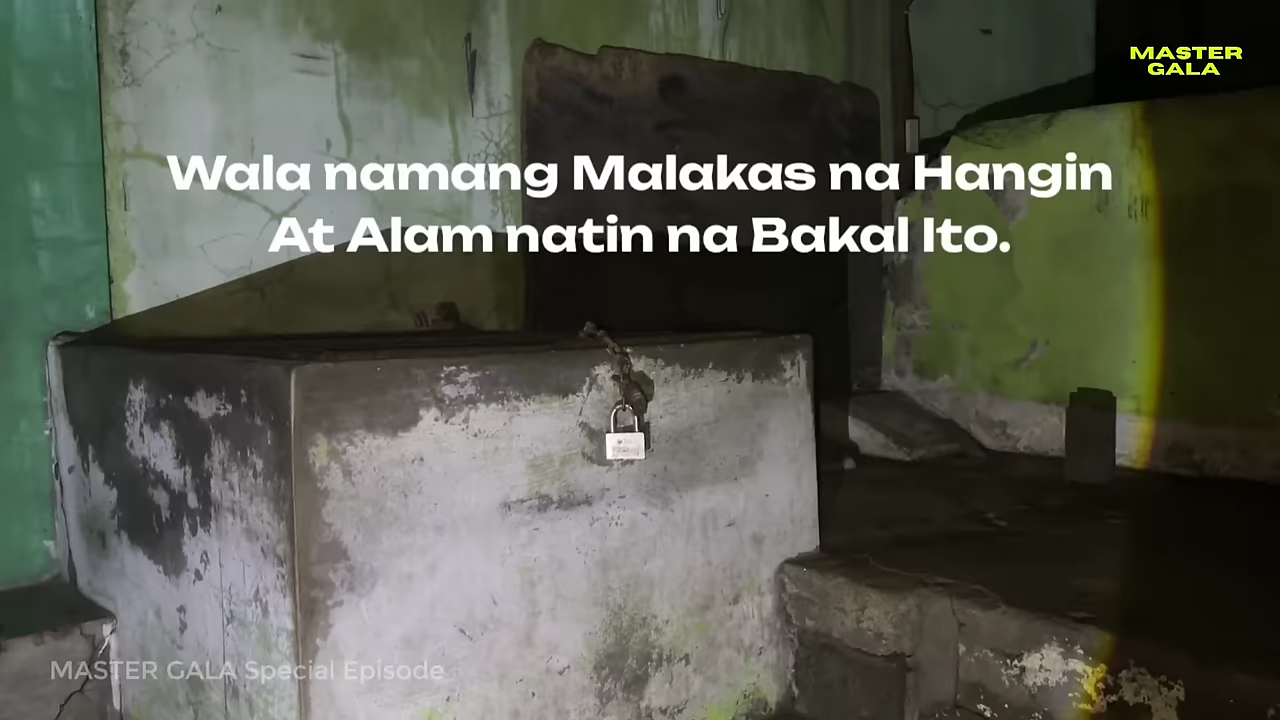 MASTER
GALA
Wala namang Malakas na Hangin
At Alam natin na Bakal Ito.
MASTER GALA Special Episode